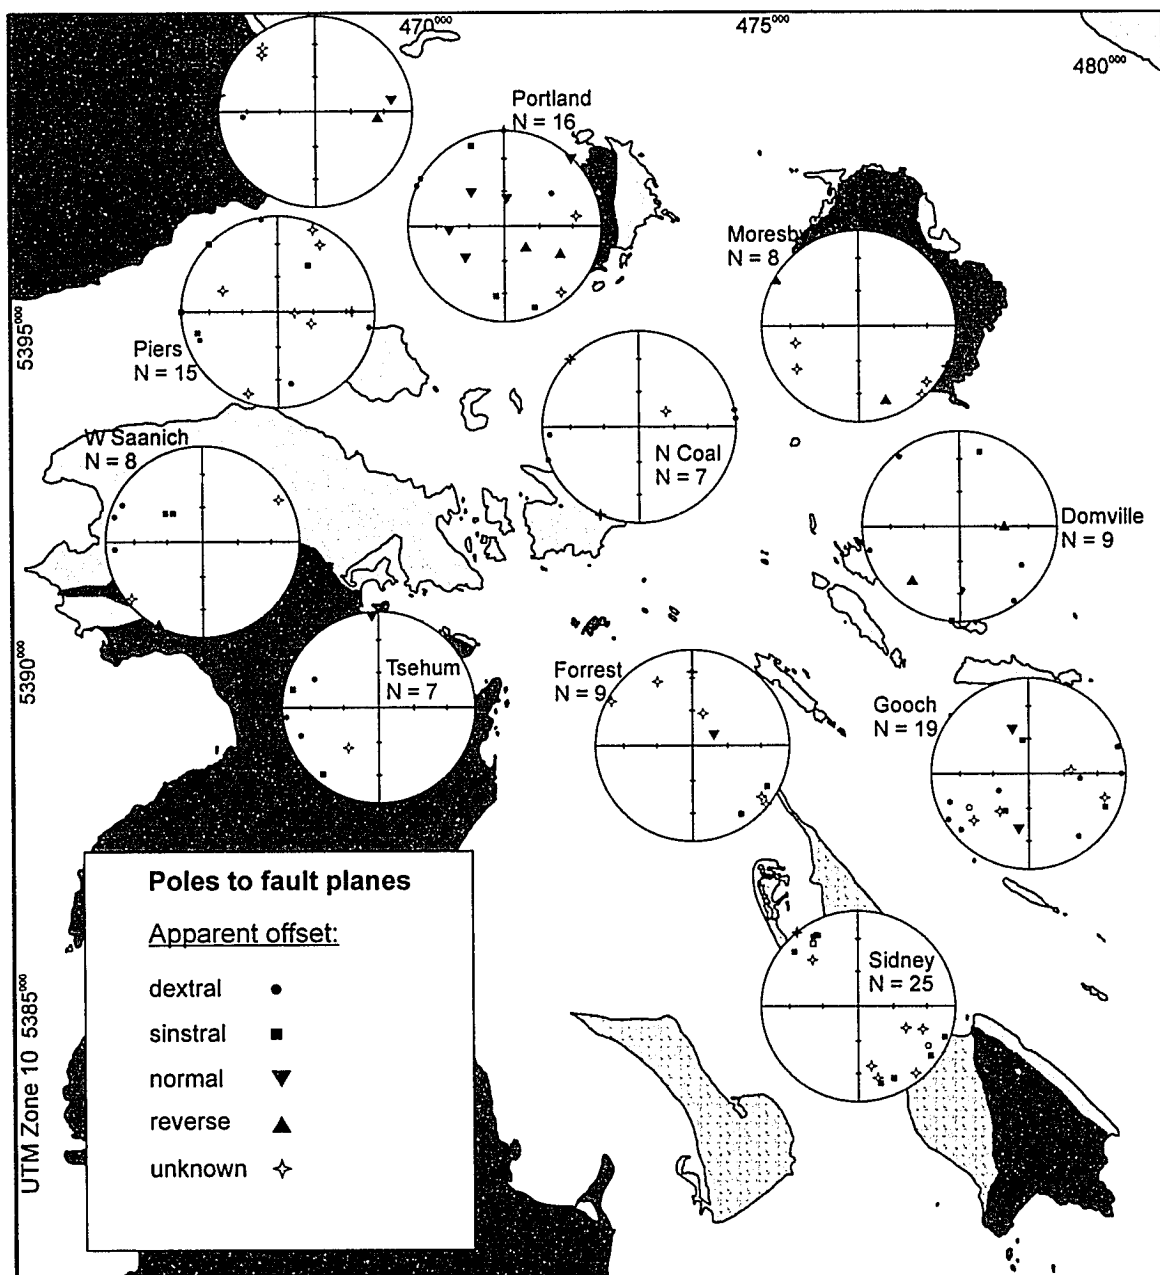 470000
475000
480000
Portland
N = 16
Moresby
N = 8
5395000
Piers
N = 15
W Saanich
N = 8
N Coal
N = 7
Domville
N = 9
Tsehum
N = 7
Forrest
N = 9
5390000
Gooch
N = 19
Poles to fault planes
Apparent offset:
dextral
sinstral
normal
reverse
unknown
Sidney
N = 25
UTM Zone 10 5385000